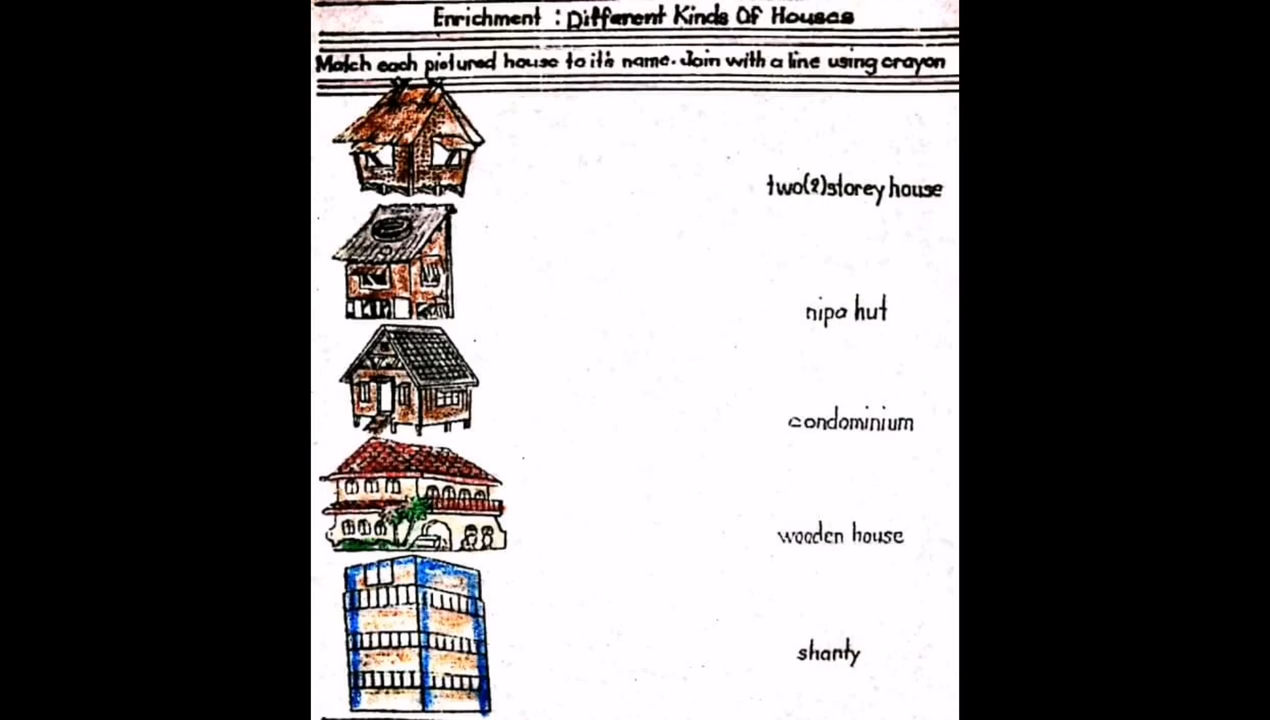 Enrichment : Different Kinds Of Houses
Match each pictured house to it's name. Join with a line using crayon
two(2)storey house
nipa hut
condominium
wooden house
shanty